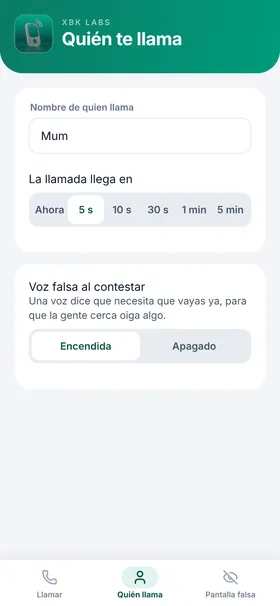 XBK LABS
Quién te llama
Nombre de quien llama
Mum
La llamada llega en
Ahora 5 s 10 s 30 s 1 min 5 min
Voz falsa al contestar
Una voz dice que necesita que vayas ya, para
que la gente cerca oiga algo.
Encendida Apagado
Llamar Quién llama Pantalla falsa